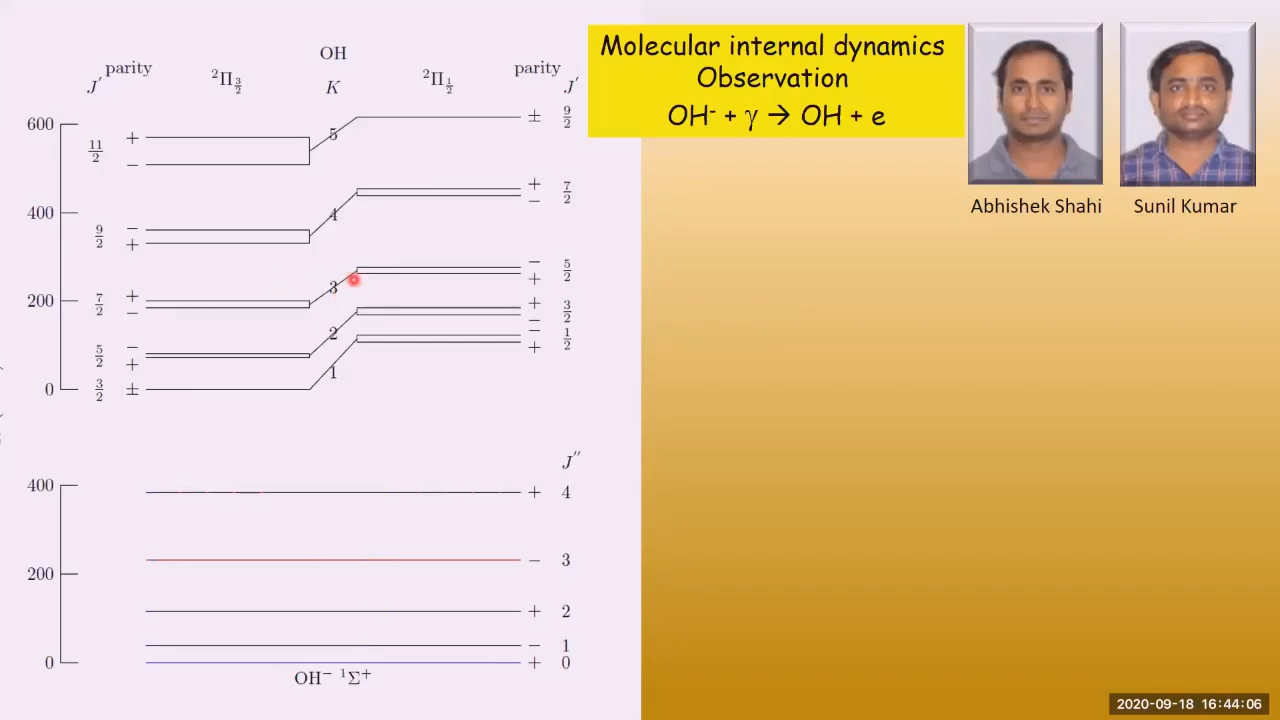 OH
J′ parity ²Π3/2 K ²Π1/2 parity J′
600 11/2 + − 5 ± 9/2
400 9/2 − + 4 + − 7/2
200 7/2 + − 3 − + 5/2
5/2 − + 2 + − 3/2
0 3/2 ± 1 − + 1/2
J′′
400 + 4
− 3
200
+ 2
− 1
0 + 0
OH− ¹Σ+
Molecular internal dynamics
Observation
OH- + γ → OH + e
Abhishek Shahi Sunil Kumar
2020-09-18 16:44:06